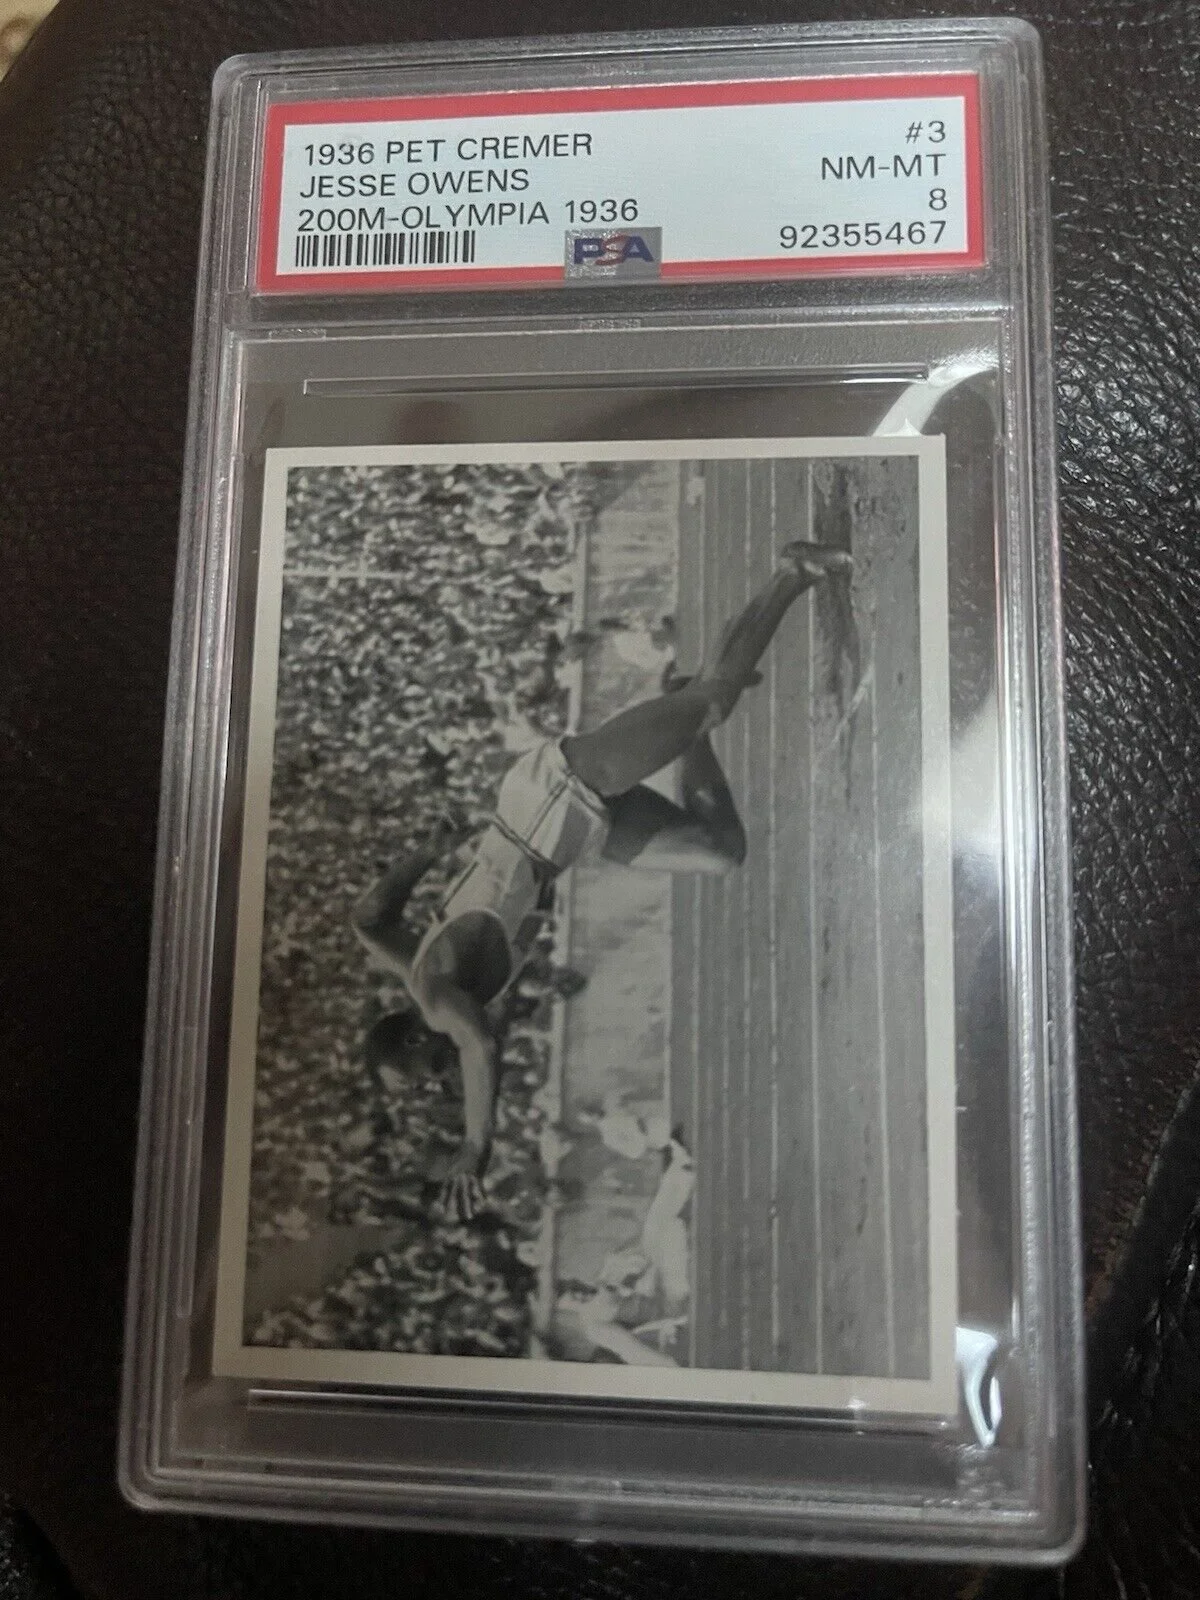 1936 PET CREMER #3
JESSE OWENS NM-MT
200M-OLYMPIA 1936 8
PSA 92355467